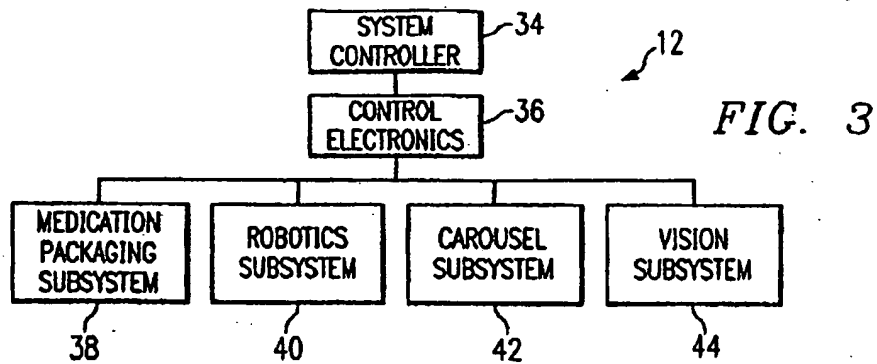 SYSTEM
CONTROLLER
34
12
CONTROL
ELECTRONICS
36
FIG. 3
MEDICATION
PACKAGING
SUBSYSTEM
ROBOTICS
SUBSYSTEM
CAROUSEL
SUBSYSTEM
VISION
SUBSYSTEM
38
40
42
44